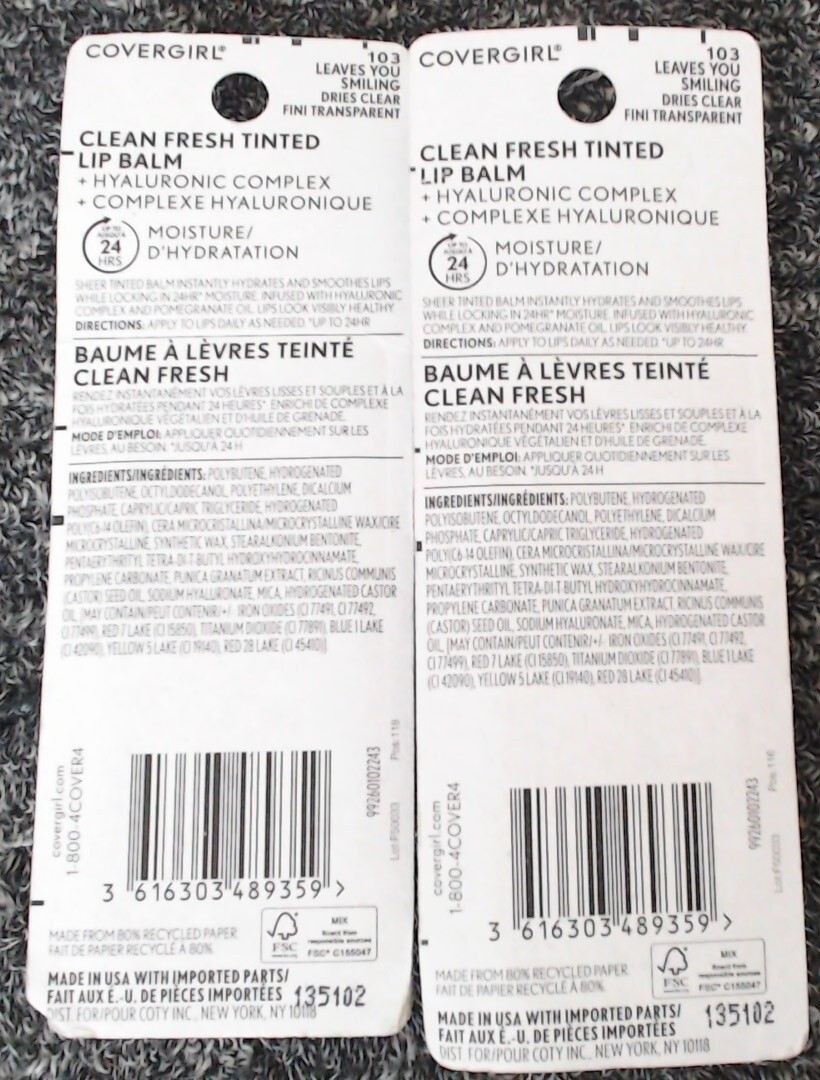 COVERGIRL®
103
LEAVES YOU
SMILING
DRIES CLEAR
FINI TRANSPARENT
CLEAN FRESH TINTED
LIP BALM
+ HYALURONIC COMPLEX
+ COMPLEXE HYALURONIQUE
UP TO
JUSQU'À
24
HRS
MOISTURE/
D'HYDRATATION
SHEER TINTED BALM INSTANTLY HYDRATES AND SMOOTHES LIPS
WHILE LOCKING IN 24HR* MOISTURE. INFUSED WITH HYALURONIC
COMPLEX AND POMEGRANATE OIL. LIPS LOOK VISIBLY HEALTHY.
DIRECTIONS: APPLY TO LIPS DAILY AS NEEDED. *UP TO 24HR
BAUME À LÈVRES TEINTÉ
CLEAN FRESH
RENDEZ INSTANTANÉMENT VOS LÈVRES LISSES ET SOUPLES ET À LA
FOIS HYDRATÉES PENDANT 24 HEURES*. ENRICHI DE COMPLEXE
HYALURONIQUE VÉGÉTALIEN ET D'HUILE DE GRENADE.
MODE D'EMPLOI: APPLIQUER QUOTIDIENNEMENT SUR LES
LÈVRES, AU BESOIN. *JUSQU'À 24 H
INGREDIENTS/INGRÉDIENTS: POLYBUTENE, HYDROGENATED
POLYISOBUTENE, OCTYLDODECANOL, POLYETHYLENE, DICALCIUM
PHOSPHATE, CAPRYLIC/CAPRIC TRIGLYCERIDE, HYDROGENATED
POLY(C6-14 OLEFIN), CERA MICROCRISTALLINA/MICROCRYSTALLINE WAX/CIRE
MICROCRYSTALLINE, SYNTHETIC WAX, STEARALKONIUM BENTONITE,
PENTAERYTHRITYL TETRA-DI-T-BUTYL HYDROXYHYDROCINNAMATE,
PROPYLENE CARBONATE, PUNICA GRANATUM EXTRACT, RICINUS COMMUNIS
(CASTOR) SEED OIL, SODIUM HYALURONATE, MICA, HYDROGENATED CASTOR
OIL, [MAY CONTAIN/PEUT CONTENIR/+/- IRON OXIDES (CI 77491, CI 77492,
CI 77499), RED 7 LAKE (CI 15850), TITANIUM DIOXIDE (CI 77891), BLUE 1 LAKE
(CI 42090), YELLOW 5 LAKE (CI 19140), RED 28 LAKE (CI 45410)].
covergirl.com
1-800-4COVER4
3 616303 489359 >
99260102243
Pos. 119
MADE FROM 80% RECYCLED PAPER.
FAIT DE PAPIER RECYCLÉ À 80%.
FSC
MIX
Board from
responsible sources
FSC® C155047
MADE IN USA WITH IMPORTED PARTS/
FAIT AUX É.-U. DE PIÈCES IMPORTÉES
135102
DIST. FOR/POUR COTY INC., NEW YORK, NY 10118
COVERGIRL®
103
LEAVES YOU
SMILING
DRIES CLEAR
FINI TRANSPARENT
CLEAN FRESH TINTED
LIP BALM
+ HYALURONIC COMPLEX
+ COMPLEXE HYALURONIQUE
UP TO
JUSQU'À
24
HRS
MOISTURE/
D'HYDRATATION
SHEER TINTED BALM INSTANTLY HYDRATES AND SMOOTHES LIPS
WHILE LOCKING IN 24HR* MOISTURE. INFUSED WITH HYALURONIC
COMPLEX AND POMEGRANATE OIL. LIPS LOOK VISIBLY HEALTHY.
DIRECTIONS: APPLY TO LIPS DAILY AS NEEDED. *UP TO 24HR
BAUME À LÈVRES TEINTÉ
CLEAN FRESH
RENDEZ INSTANTANÉMENT VOS LÈVRES LISSES ET SOUPLES ET À LA
FOIS HYDRATÉES PENDANT 24 HEURES*. ENRICHI DE COMPLEXE
HYALURONIQUE VÉGÉTALIEN ET D'HUILE DE GRENADE.
MODE D'EMPLOI: APPLIQUER QUOTIDIENNEMENT SUR LES
LÈVRES, AU BESOIN. *JUSQU'À 24 H
INGREDIENTS/INGRÉDIENTS: POLYBUTENE, HYDROGENATED
POLYISOBUTENE, OCTYLDODECANOL, POLYETHYLENE, DICALCIUM
PHOSPHATE, CAPRYLIC/CAPRIC TRIGLYCERIDE, HYDROGENATED
POLY(C6-14 OLEFIN), CERA MICROCRISTALLINA/MICROCRYSTALLINE WAX/CIRE
MICROCRYSTALLINE, SYNTHETIC WAX, STEARALKONIUM BENTONITE,
PENTAERYTHRITYL TETRA-DI-T-BUTYL HYDROXYHYDROCINNAMATE,
PROPYLENE CARBONATE, PUNICA GRANATUM EXTRACT, RICINUS COMMUNIS
(CASTOR) SEED OIL, SODIUM HYALURONATE, MICA, HYDROGENATED CASTOR
OIL, [MAY CONTAIN/PEUT CONTENIR/+/- IRON OXIDES (CI 77491, CI 77492,
CI 77499), RED 7 LAKE (CI 15850), TITANIUM DIOXIDE (CI 77891), BLUE 1 LAKE
(CI 42090), YELLOW 5 LAKE (CI 19140), RED 28 LAKE (CI 45410)].
covergirl.com
1-800-4COVER4
3 616303 489359 >
99260102243
Pos. 116
MADE FROM 80% RECYCLED PAPER.
FAIT DE PAPIER RECYCLÉ À 80%.
FSC
MIX
Board from
responsible sources
FSC® C155047
MADE IN USA WITH IMPORTED PARTS/
FAIT AUX É.-U. DE PIÈCES IMPORTÉES
135102
DIST. FOR/POUR COTY INC., NEW YORK, NY 10118